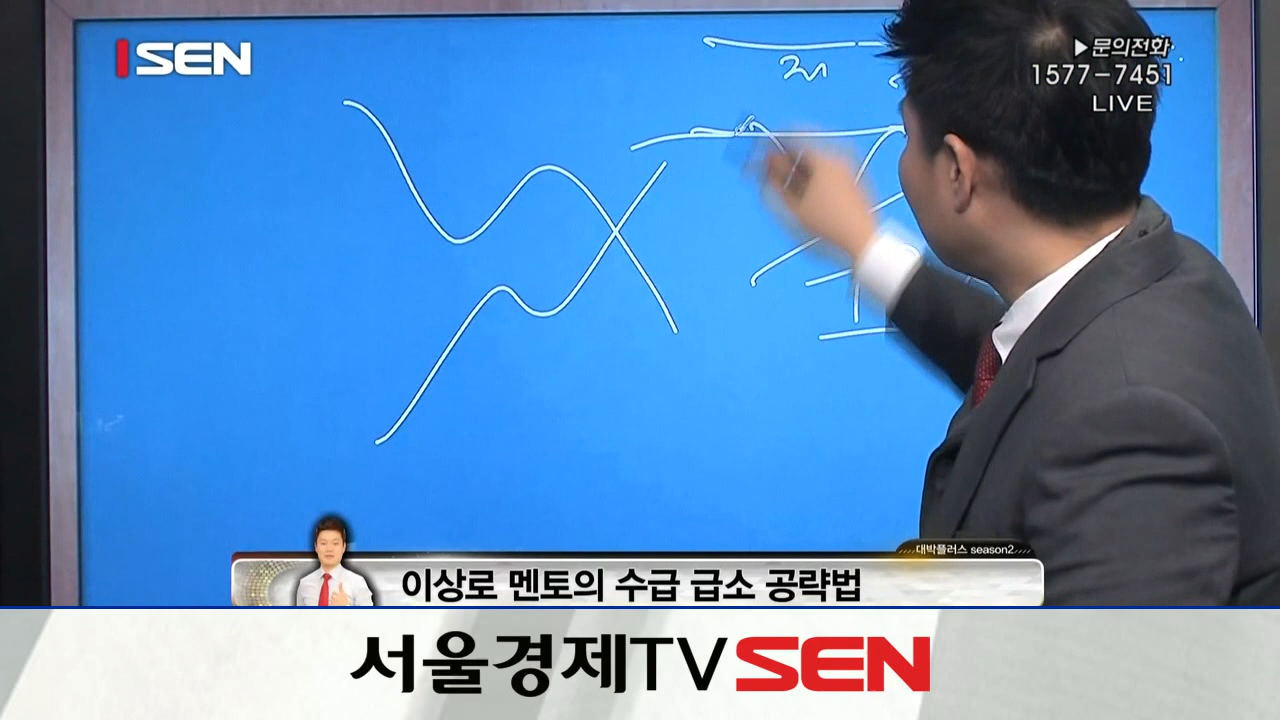 SEN
▶문의전화
1577-7451
LIVE
대박플러스 season2
이상로 멘토의 수급 급소 공략법
서울경제TV SEN